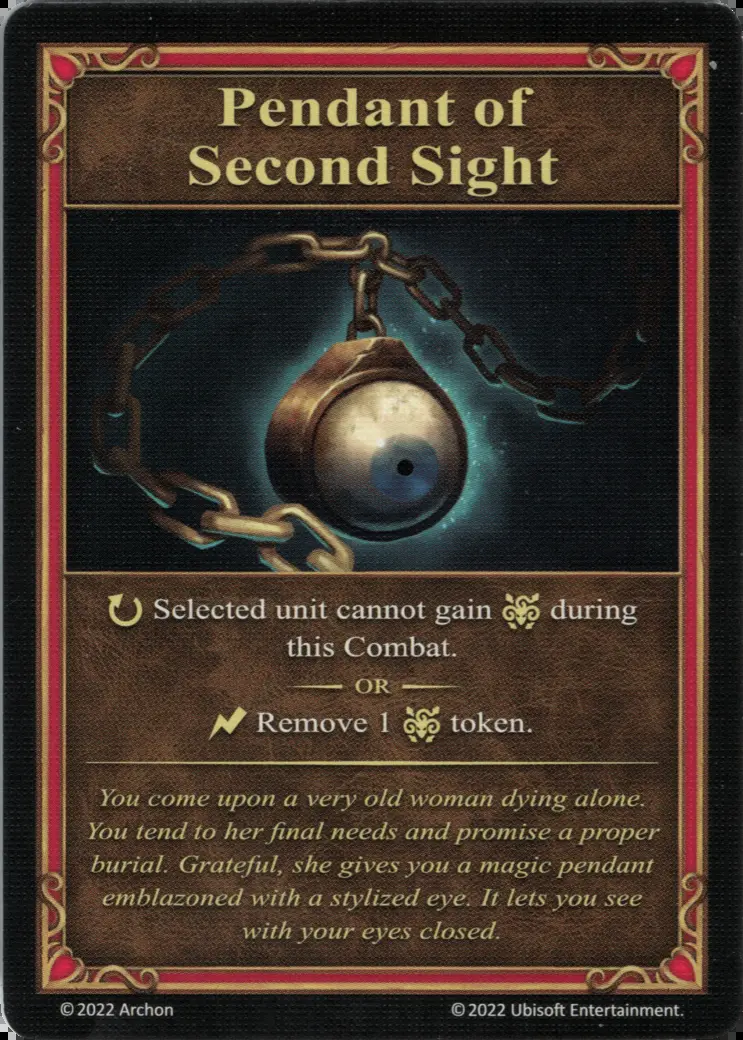 Pendant of
Second Sight
Selected unit cannot gain during
this Combat.
OR
Remove 1 token.
You come upon a very old woman dying alone.
You tend to her final needs and promise a proper
burial. Grateful, she gives you a magic pendant
emblazoned with a stylized eye. It lets you see
with your eyes closed.
© 2022 Archon © 2022 Ubisoft Entertainment.